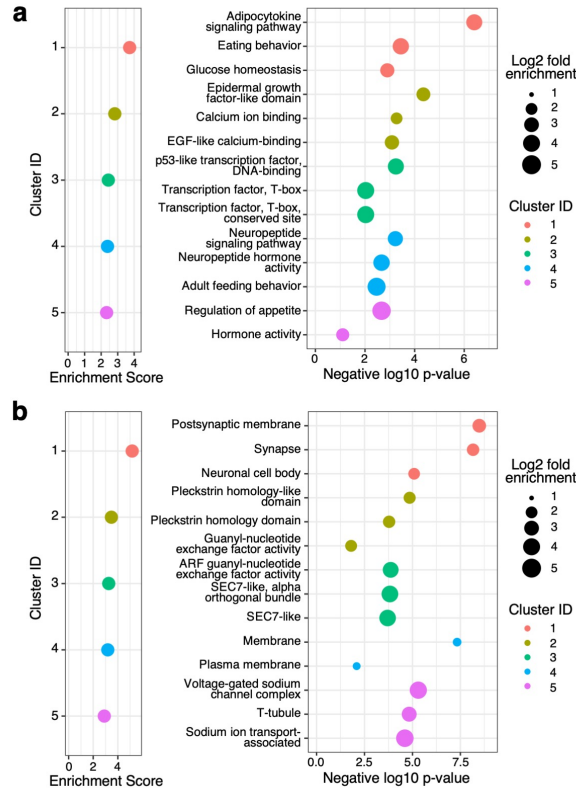 a
1
2
3
4
5
Cluster ID
0 1 2 3 4
Enrichment Score
Adipocytokine
signaling pathway
Eating behavior
Glucose homeostasis
Epidermal growth
factor-like domain
Calcium ion binding
EGF-like calcium-binding
p53-like transcription factor,
DNA-binding
Transcription factor, T-box
Transcription factor, T-box,
conserved site
Neuropeptide
signaling pathway
Neuropeptide hormone
activity
Adult feeding behavior
Regulation of appetite
Hormone activity
0 2 4 6
Negative log10 p-value
Log2 fold
enrichment
1
2
3
4
5
Cluster ID
1
2
3
4
5
b
1
2
3
4
5
Cluster ID
0 2 4
Enrichment Score
Postsynaptic membrane
Synapse
Neuronal cell body
Pleckstrin homology-like
domain
Pleckstrin homology domain
Guanyl-nucleotide
exchange factor activity
ARF guanyl-nucleotide
exchange factor activity
SEC7-like, alpha
orthogonal bundle
SEC7-like
Membrane
Plasma membrane
Voltage-gated sodium
channel complex
T-tubule
Sodium ion transport-
associated
0.0 2.5 5.0 7.5
Negative log10 p-value
Log2 fold
enrichment
1
2
3
4
5
Cluster ID
1
2
3
4
5